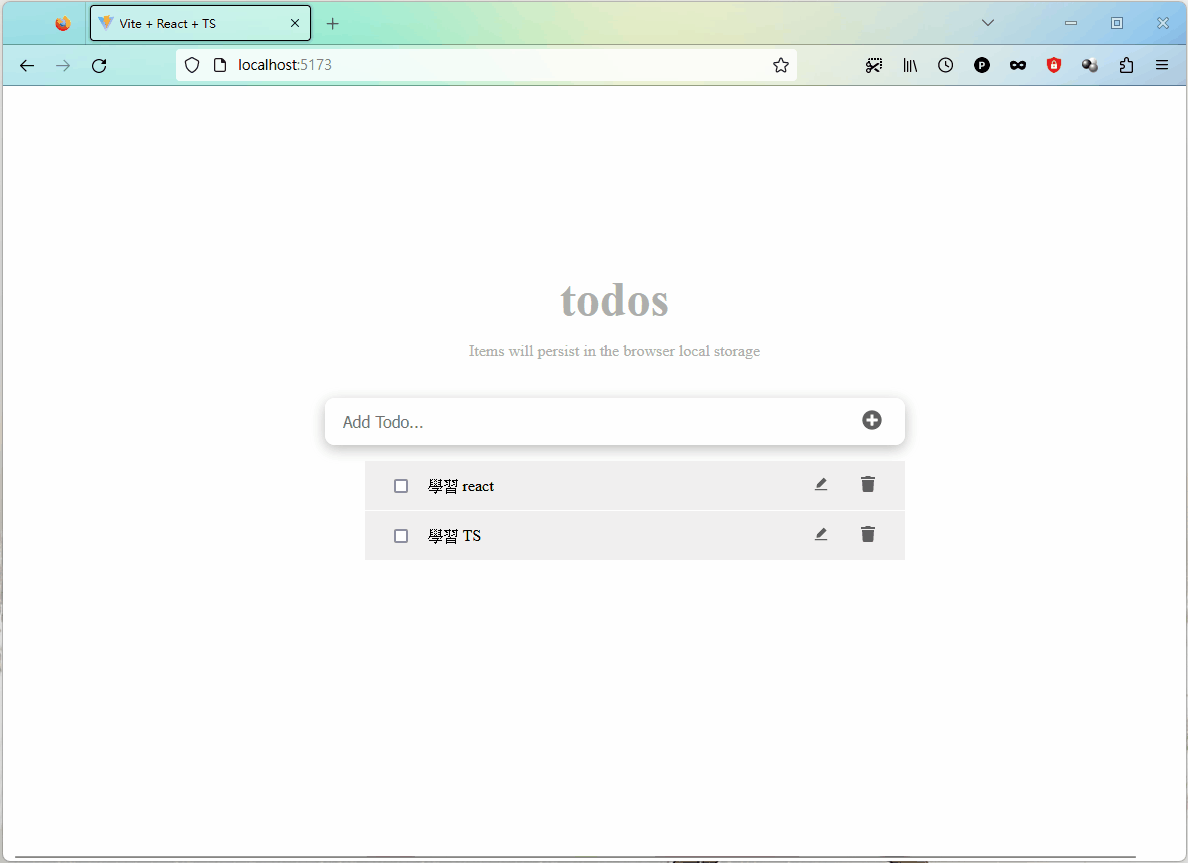 Vite + React + TS
localhost:5173
todos
Items will persist in the browser local storage
Add Todo...
學習 react
學習 TS